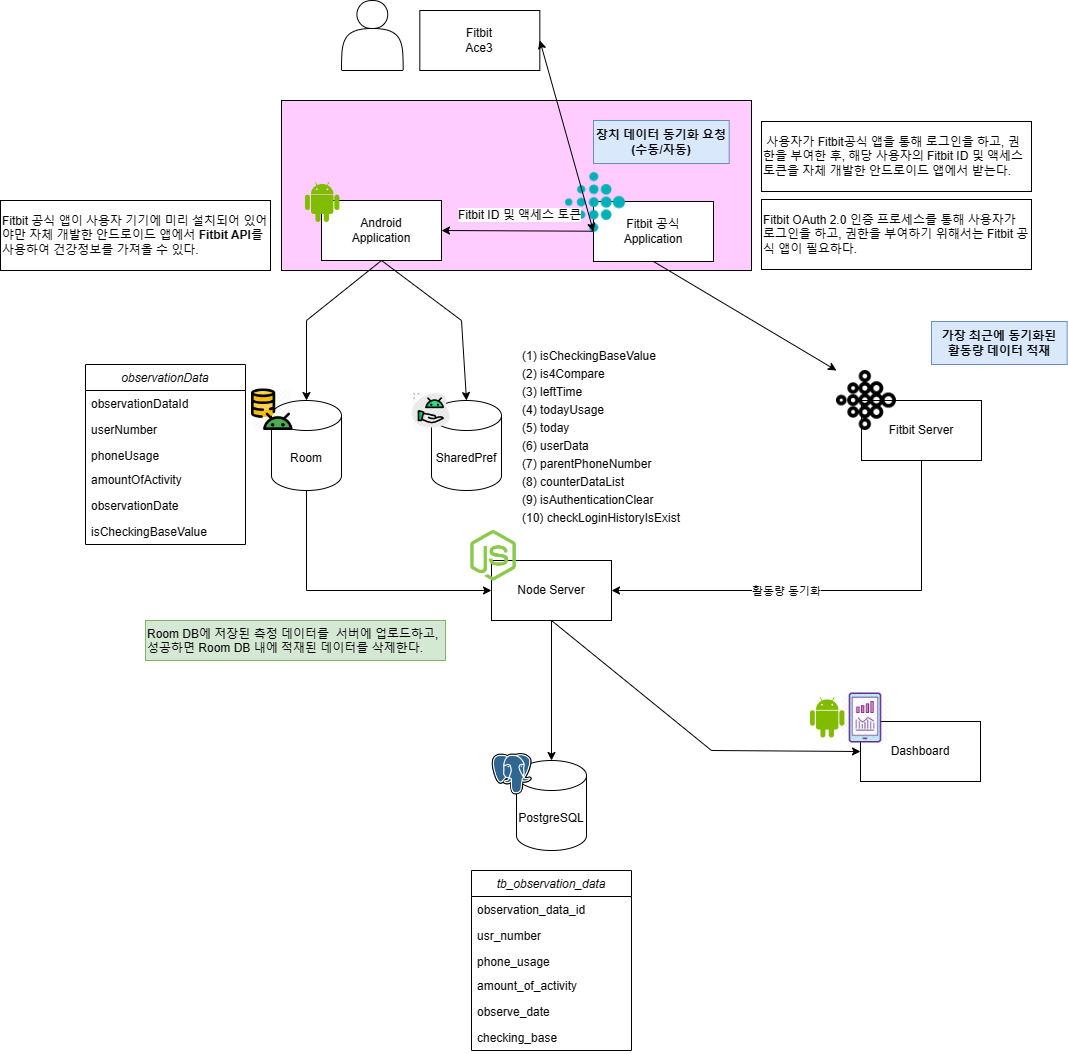 Fitbit
Ace3
장치 데이터 동기화 요청
(수동/자동)
사용자가 Fitbit공식 앱을 통해 로그인을 하고, 권
한을 부여한 후, 해당 사용자의 Fitbit ID 및 액세스
토큰을 자체 개발한 안드로이드 앱에서 받는다.
Fitbit 공식 앱이 사용자 기기에 미리 설치되어 있어
야만 자체 개발한 안드로이드 앱에서 Fitbit API를
사용하여 건강정보를 가져올 수 있다.
Android
Application
Fitbit ID 및 액세스 토큰
Fitbit 공식
Application
Fitbit OAuth 2.0 인증 프로세스를 통해 사용자가
로그인을 하고, 권한을 부여하기 위해서는 Fitbit 공
식 앱이 필요하다.
가장 최근에 동기화된
활동량 데이터 적재
observationData
observationDataId
userNumber
phoneUsage
amountOfActivity
observationDate
isCheckingBaseValue
Room
SharedPref
(1) isCheckingBaseValue
(2) is4Compare
(3) leftTime
(4) todayUsage
(5) today
(6) userData
(7) parentPhoneNumber
(8) counterDataList
(9) isAuthenticationClear
(10) checkLoginHistoryIsExist
Fitbit Server
JS
Node Server
활동량 동기화
Room DB에 저장된 측정 데이터를 서버에 업로드하고,
성공하면 Room DB 내에 적재된 데이터를 삭제한다.
Dashboard
PostgreSQL
tb_observation_data
observation_data_id
usr_number
phone_usage
amount_of_activity
observe_date
checking_base